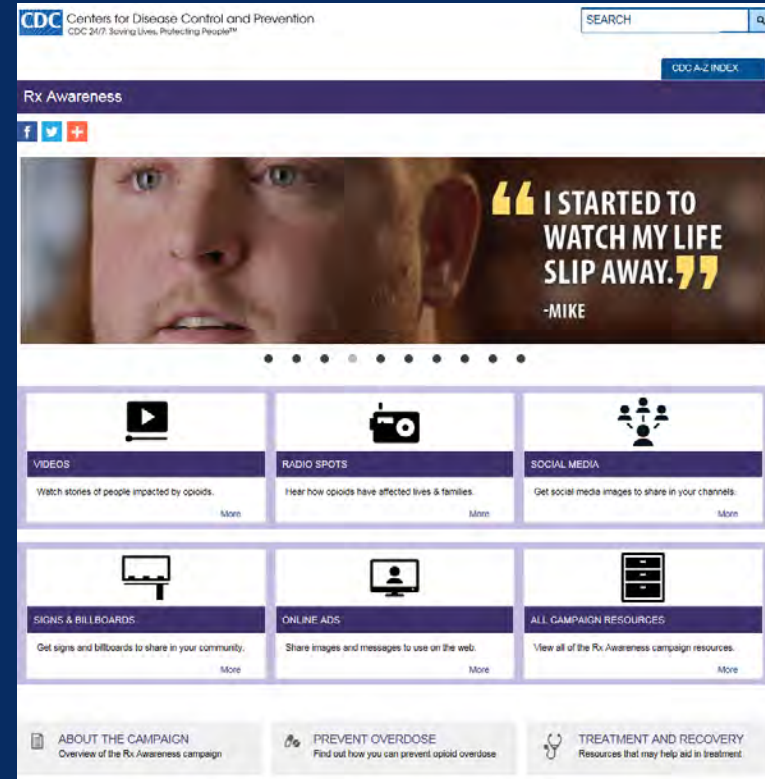 CDC Centers for Disease Control and Prevention
CDC 24/7: Saving Lives, Protecting People™
SEARCH
CDC A-Z INDEX
Rx Awareness
“ I STARTED TO
WATCH MY LIFE
SLIP AWAY.”
-MIKE
VIDEOS
Watch stories of people impacted by opioids.
More
RADIO SPOTS
Hear how opioids have affected lives & families.
More
SOCIAL MEDIA
Get social media images to share in your channels.
More
SIGNS & BILLBOARDS
Get signs and billboards to share in your community.
More
ONLINE ADS
Share images and messages to use on the web.
More
ALL CAMPAIGN RESOURCES
View all of the Rx Awareness campaign resources.
More
ABOUT THE CAMPAIGN
Overview of the Rx Awareness campaign
PREVENT OVERDOSE
Find out how you can prevent opioid overdose
TREATMENT AND RECOVERY
Resources that may help aid in treatment